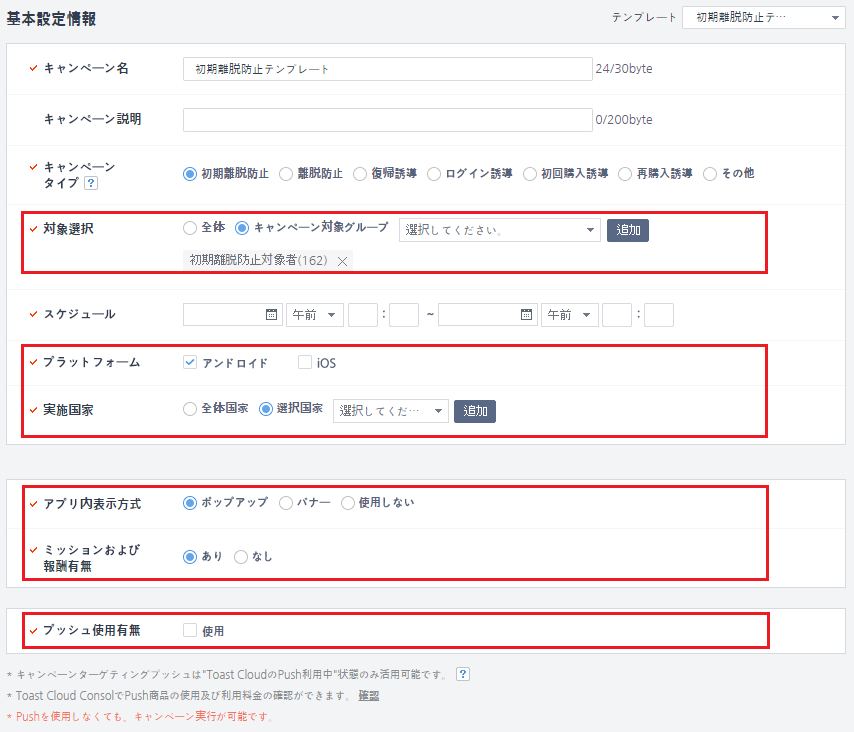 基本設定情報
テンプレート 初期離脱防止テ…
キャンペーン名 初期離脱防止テンプレート 24/30byte
キャンペーン説明 0/200byte
キャンペーン
タイプ ? 初期離脱防止 離脱防止 復帰誘導 ログイン誘導 初回購入誘導 再購入誘導 その他
対象選択 全体 キャンペーン対象グループ 選択してください。 追加
初期離脱防止対象者(162) ×
スケジュール 午前 : ~ 午前 :
プラットフォーム アンドロイド iOS
実施国家 全体国家 選択国家 選択してくだ… 追加
アプリ内表示方式 ポップアップ バナー 使用しない
ミッションおよび
報酬有無 あり なし
プッシュ使用有無 使用
* キャンペーンターゲティングプッシュは"Toast CloudのPush利用中"状態のみ活用可能です。 ?
* Toast Cloud ConsolでPush商品の使用及び利用料金の確認ができます。 確認
* Pushを使用しなくても、キャンペーン実行が可能です。